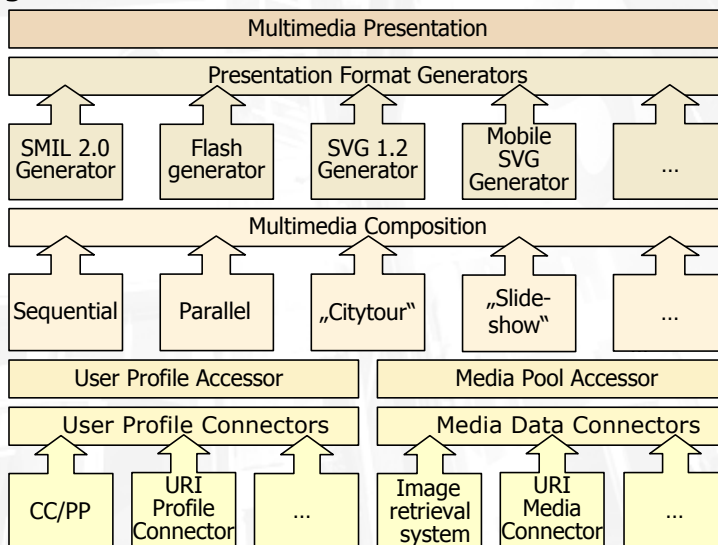 Multimedia Presentation
Presentation Format Generators
SMIL 2.0
Generator
Flash
generator
SVG 1.2
Generator
Mobile
SVG
Generator
...
Multimedia Composition
Sequential
Parallel
„Citytour“
„Slide-
show“
...
User Profile Accessor
Media Pool Accessor
User Profile Connectors
Media Data Connectors
CC/PP
URI
Profile
Connector
...
Image
retrieval
system
URI
Media
Connector
...